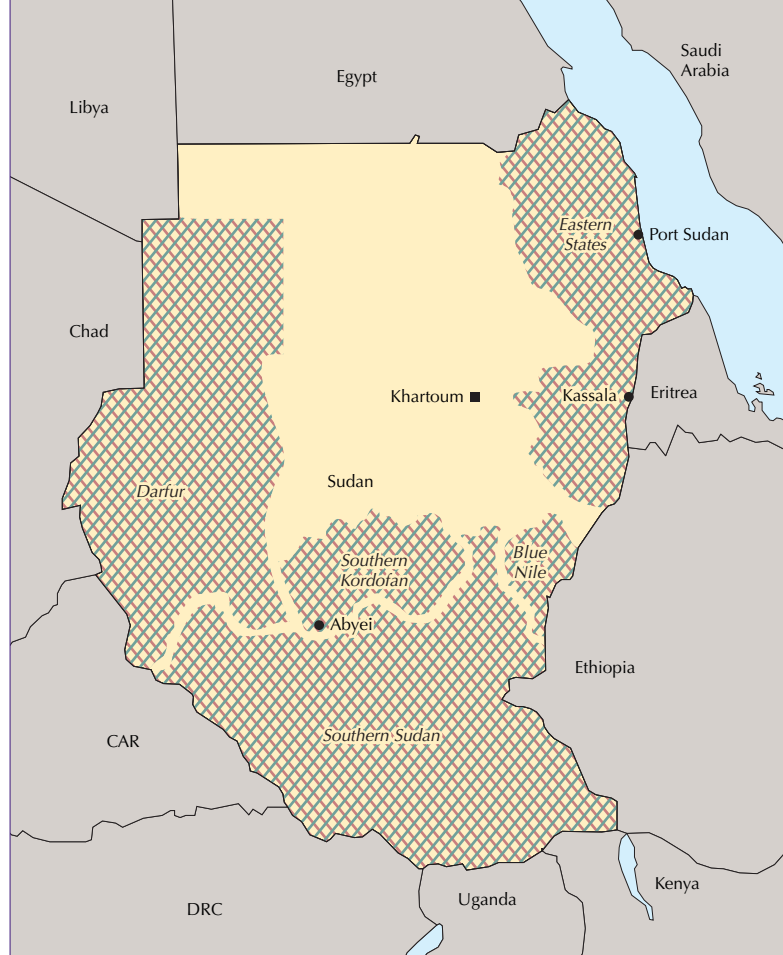 Saudi
Arabia
Egypt
Libya
Eastern
States
Port Sudan
Chad
Khartoum
Kassala
Eritrea
Sudan
Darfur
Southern
Kordofan
Blue
Nile
Abyei
Ethiopia
Southern Sudan
CAR
Kenya
Uganda
DRC